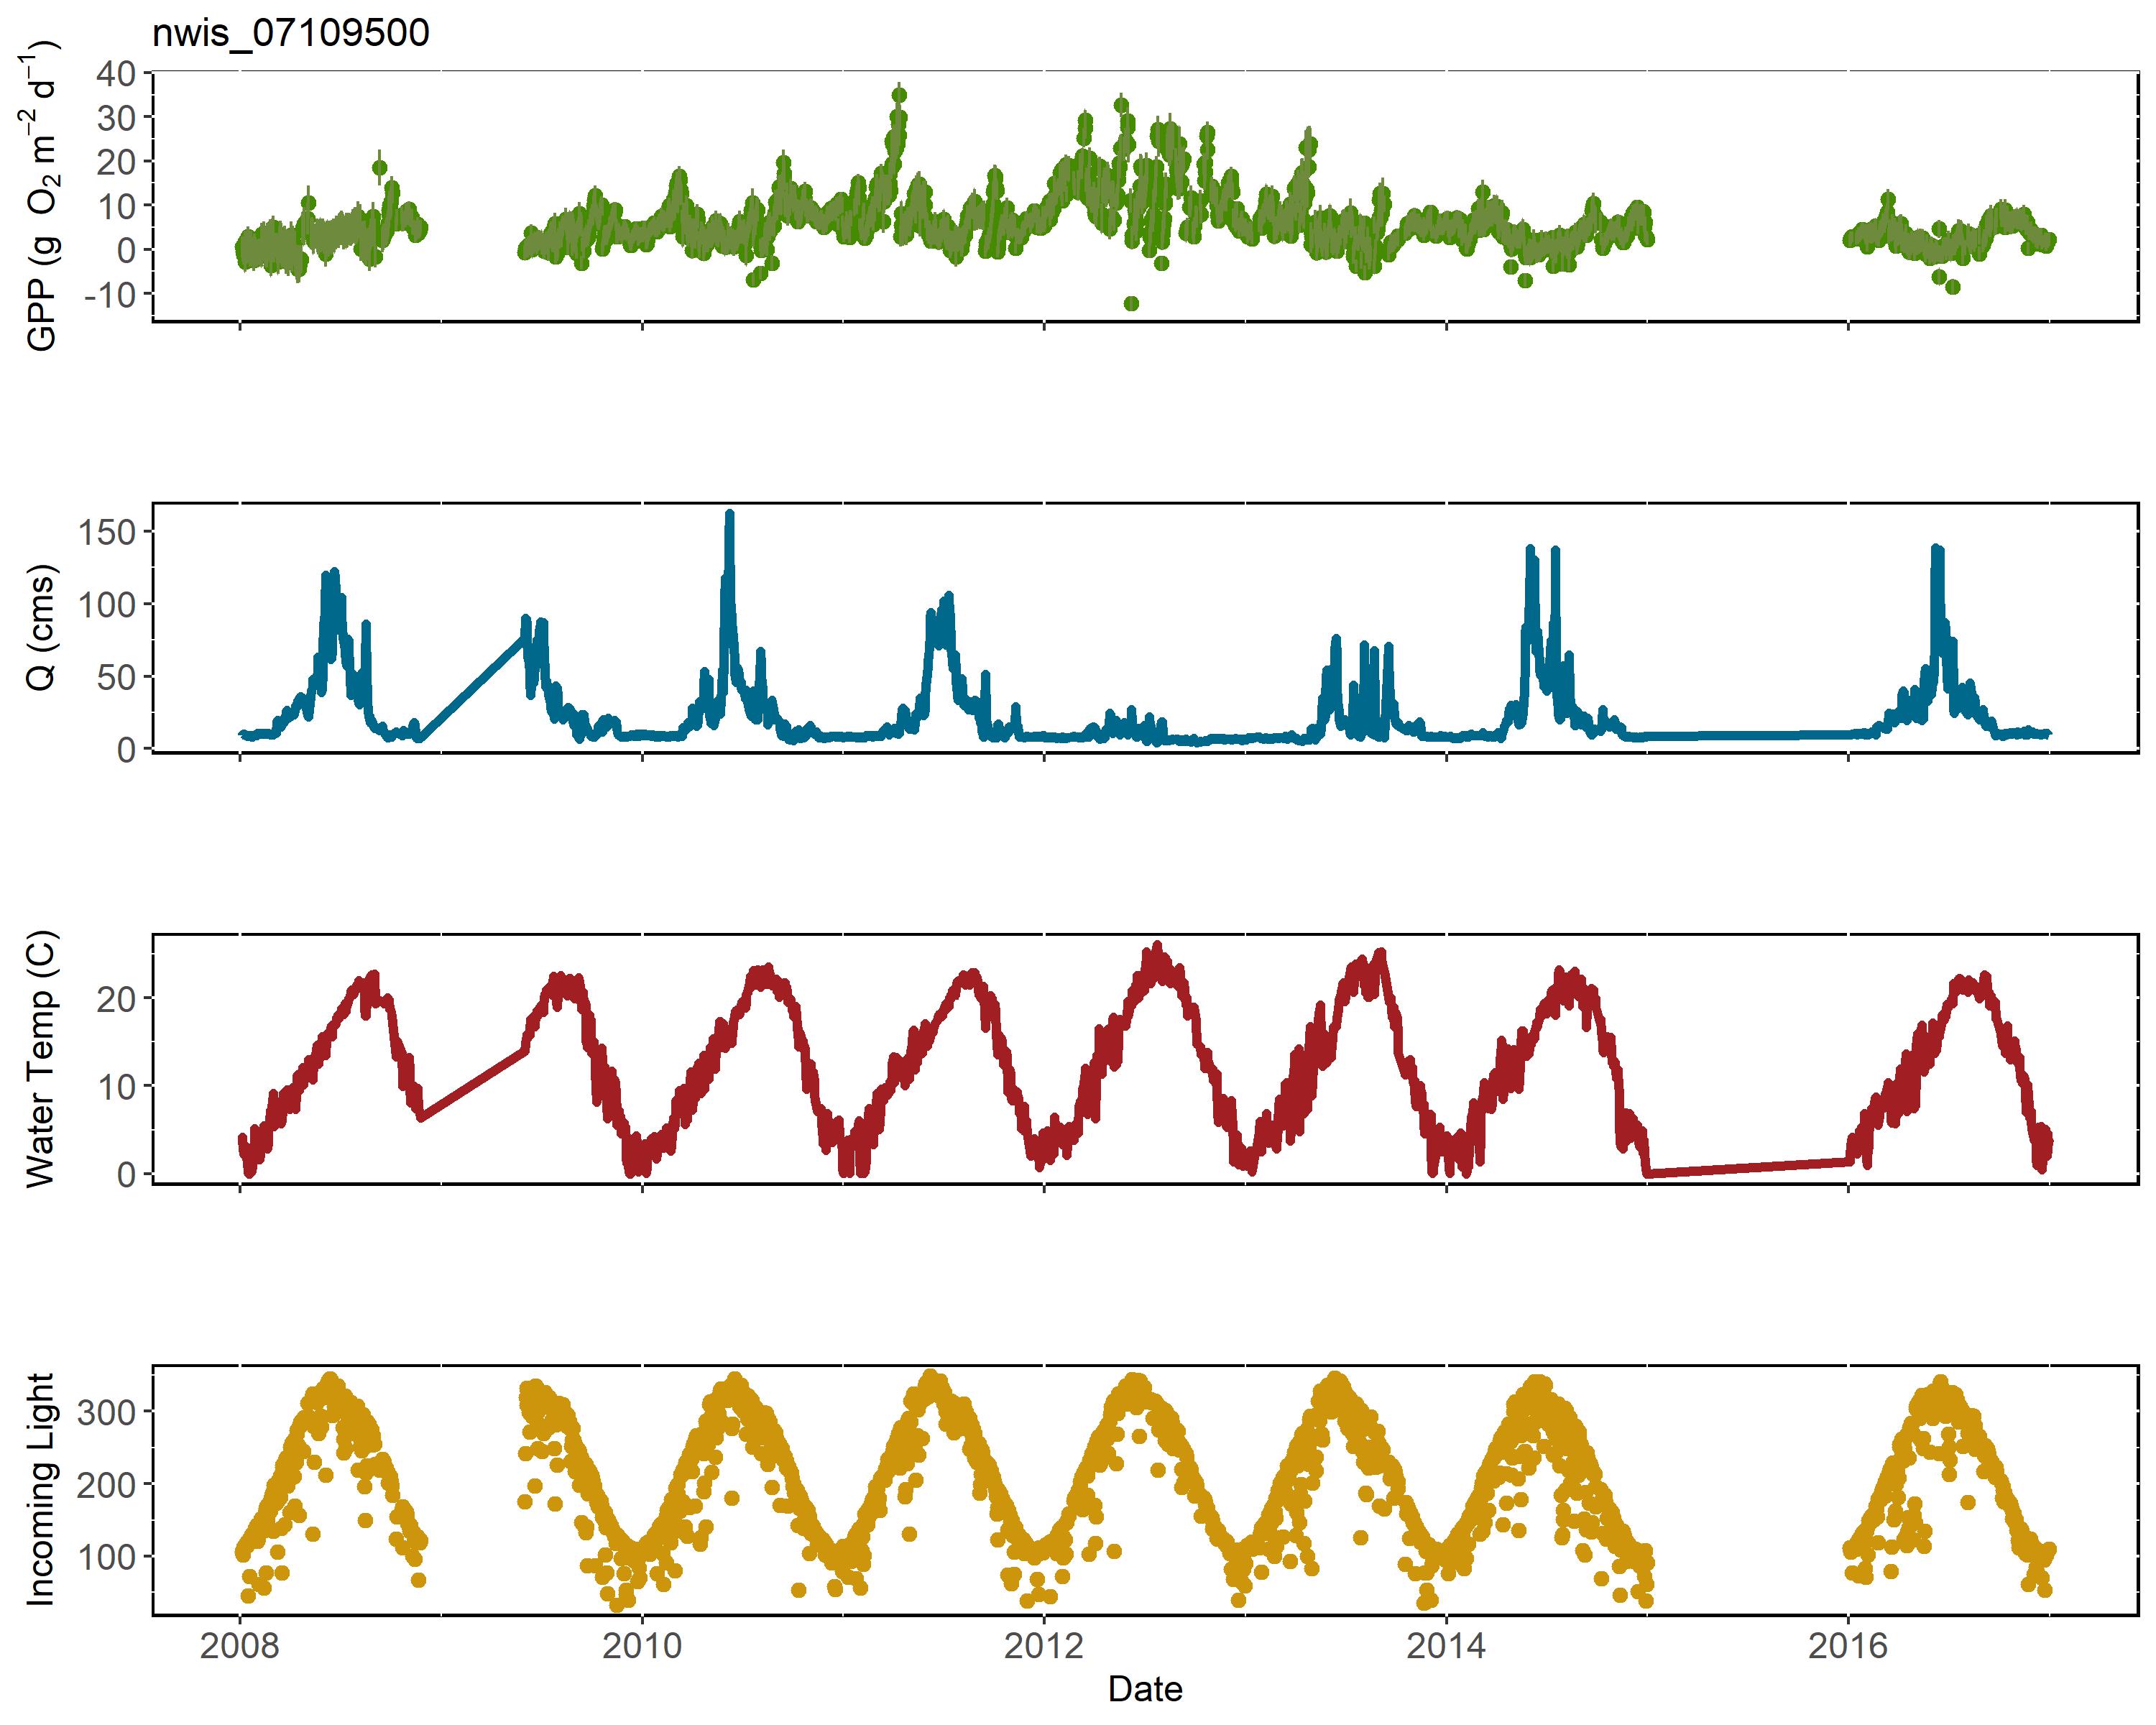 nwis_07109500
GPP (g O₂ m⁻² d⁻¹)
40
30
20
10
0
-10
Q (cms)
150
100
50
0
Water Temp (C)
20
10
0
Incoming Light
300
200
100
2008 2010 2012 2014 2016
Date